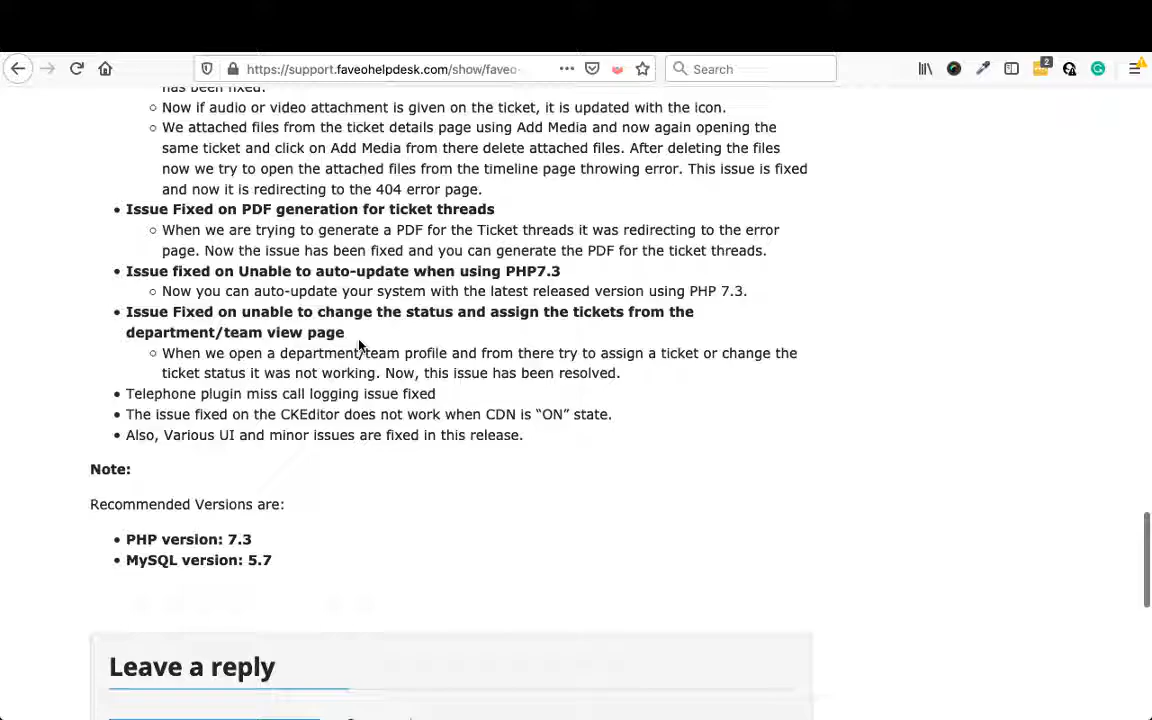 https://support.faveohelpdesk.com/show/faveo-
Search
2
has been fixed.
Now if audio or video attachment is given on the ticket, it is updated with the icon.
We attached files from the ticket details page using Add Media and now again opening the
same ticket and click on Add Media from there delete attached files. After deleting the files
now we try to open the attached files from the timeline page throwing error. This issue is fixed
and now it is redirecting to the 404 error page.
Issue Fixed on PDF generation for ticket threads
When we are trying to generate a PDF for the Ticket threads it was redirecting to the error
page. Now the issue has been fixed and you can generate the PDF for the ticket threads.
Issue fixed on Unable to auto-update when using PHP7.3
Now you can auto-update your system with the latest released version using PHP 7.3.
Issue Fixed on unable to change the status and assign the tickets from the
department/team view page
When we open a department/team profile and from there try to assign a ticket or change the
ticket status it was not working. Now, this issue has been resolved.
Telephone plugin miss call logging issue fixed
The issue fixed on the CKEditor does not work when CDN is “ON” state.
Also, Various UI and minor issues are fixed in this release.
Note:
Recommended Versions are:
PHP version: 7.3
MySQL version: 5.7
Leave a reply